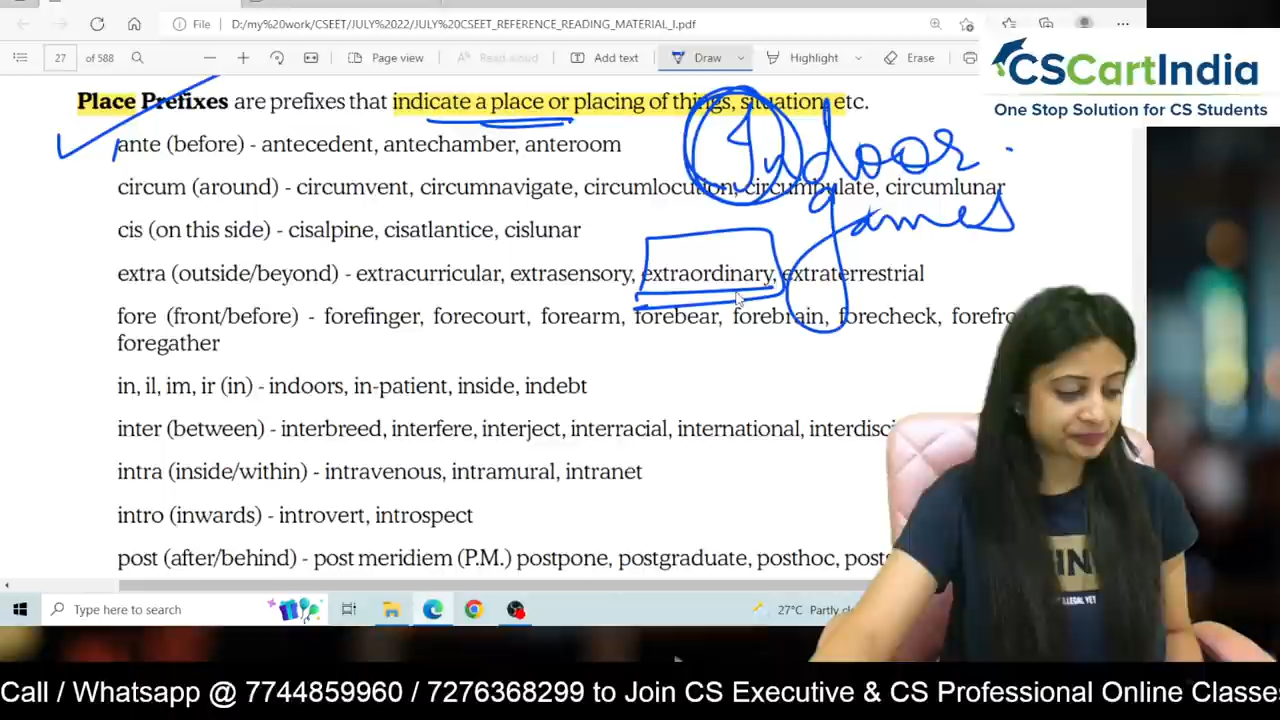 File
D:/my%20work/CSEET/JULY%2022/JULY%20CSEET_REFERENCE_READING_MATERIAL_I.pdf
27 of 588
Page view
Read aloud
Add text
Draw
Highlight
Erase
CSCartIndia
One Stop Solution for CS Students
Place Prefixes are prefixes that indicate a place or placing of things, situation, etc.
ante (before) - antecedent, antechamber, anteroom
Indoor
games
circum (around) - circumvent, circumnavigate, circumlocution, circumbulate, circumlunar
cis (on this side) - cisalpine, cisatlantice, cislunar
extra (outside/beyond) - extracurricular, extrasensory, extraordinary, extraterrestrial
fore (front/before) - forefinger, forecourt, forearm, forebear, forebrain, forecheck,
foregather
in, il, im, ir (in) - indoors, in-patient, inside, indebt
inter (between) - interbreed, interfere, interject, interracial, international,
intra (inside/within) - intravenous, intramural, intranet
intro (inwards) - introvert, introspect
post (after/behind) - post meridiem (P.M.) postpone, postgraduate, posthoc,
Type here to search
27°C Partly
Call / Whatsapp @ 7744859960 / 7276368299 to Join CS Executive & CS Professional Online Classes